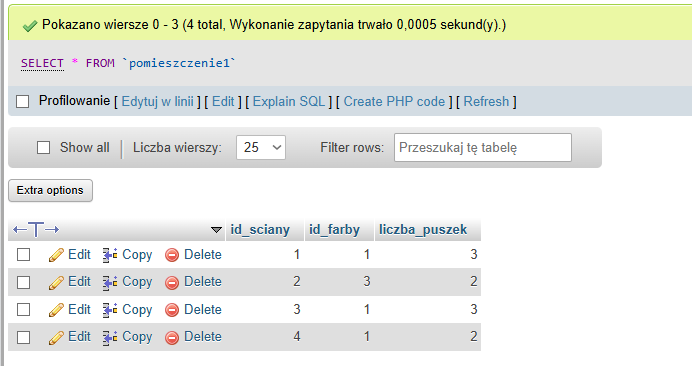 Pokazano wiersze 0 - 3 (4 total, Wykonanie zapytania trwało 0,0005 sekund(y).)
SELECT * FROM `pomieszczenie1`
Profilowanie [ Edytuj w linii ] [ Edit ] [ Explain SQL ] [ Create PHP code ] [ Refresh ]
Show all | Liczba wierszy: 25 Filter rows: Przeszukaj tę tabelę
Extra options
←T→ id_sciany id_farby liczba_puszek
Edit Copy Delete 1 1 3
Edit Copy Delete 2 3 2
Edit Copy Delete 3 1 3
Edit Copy Delete 4 1 2